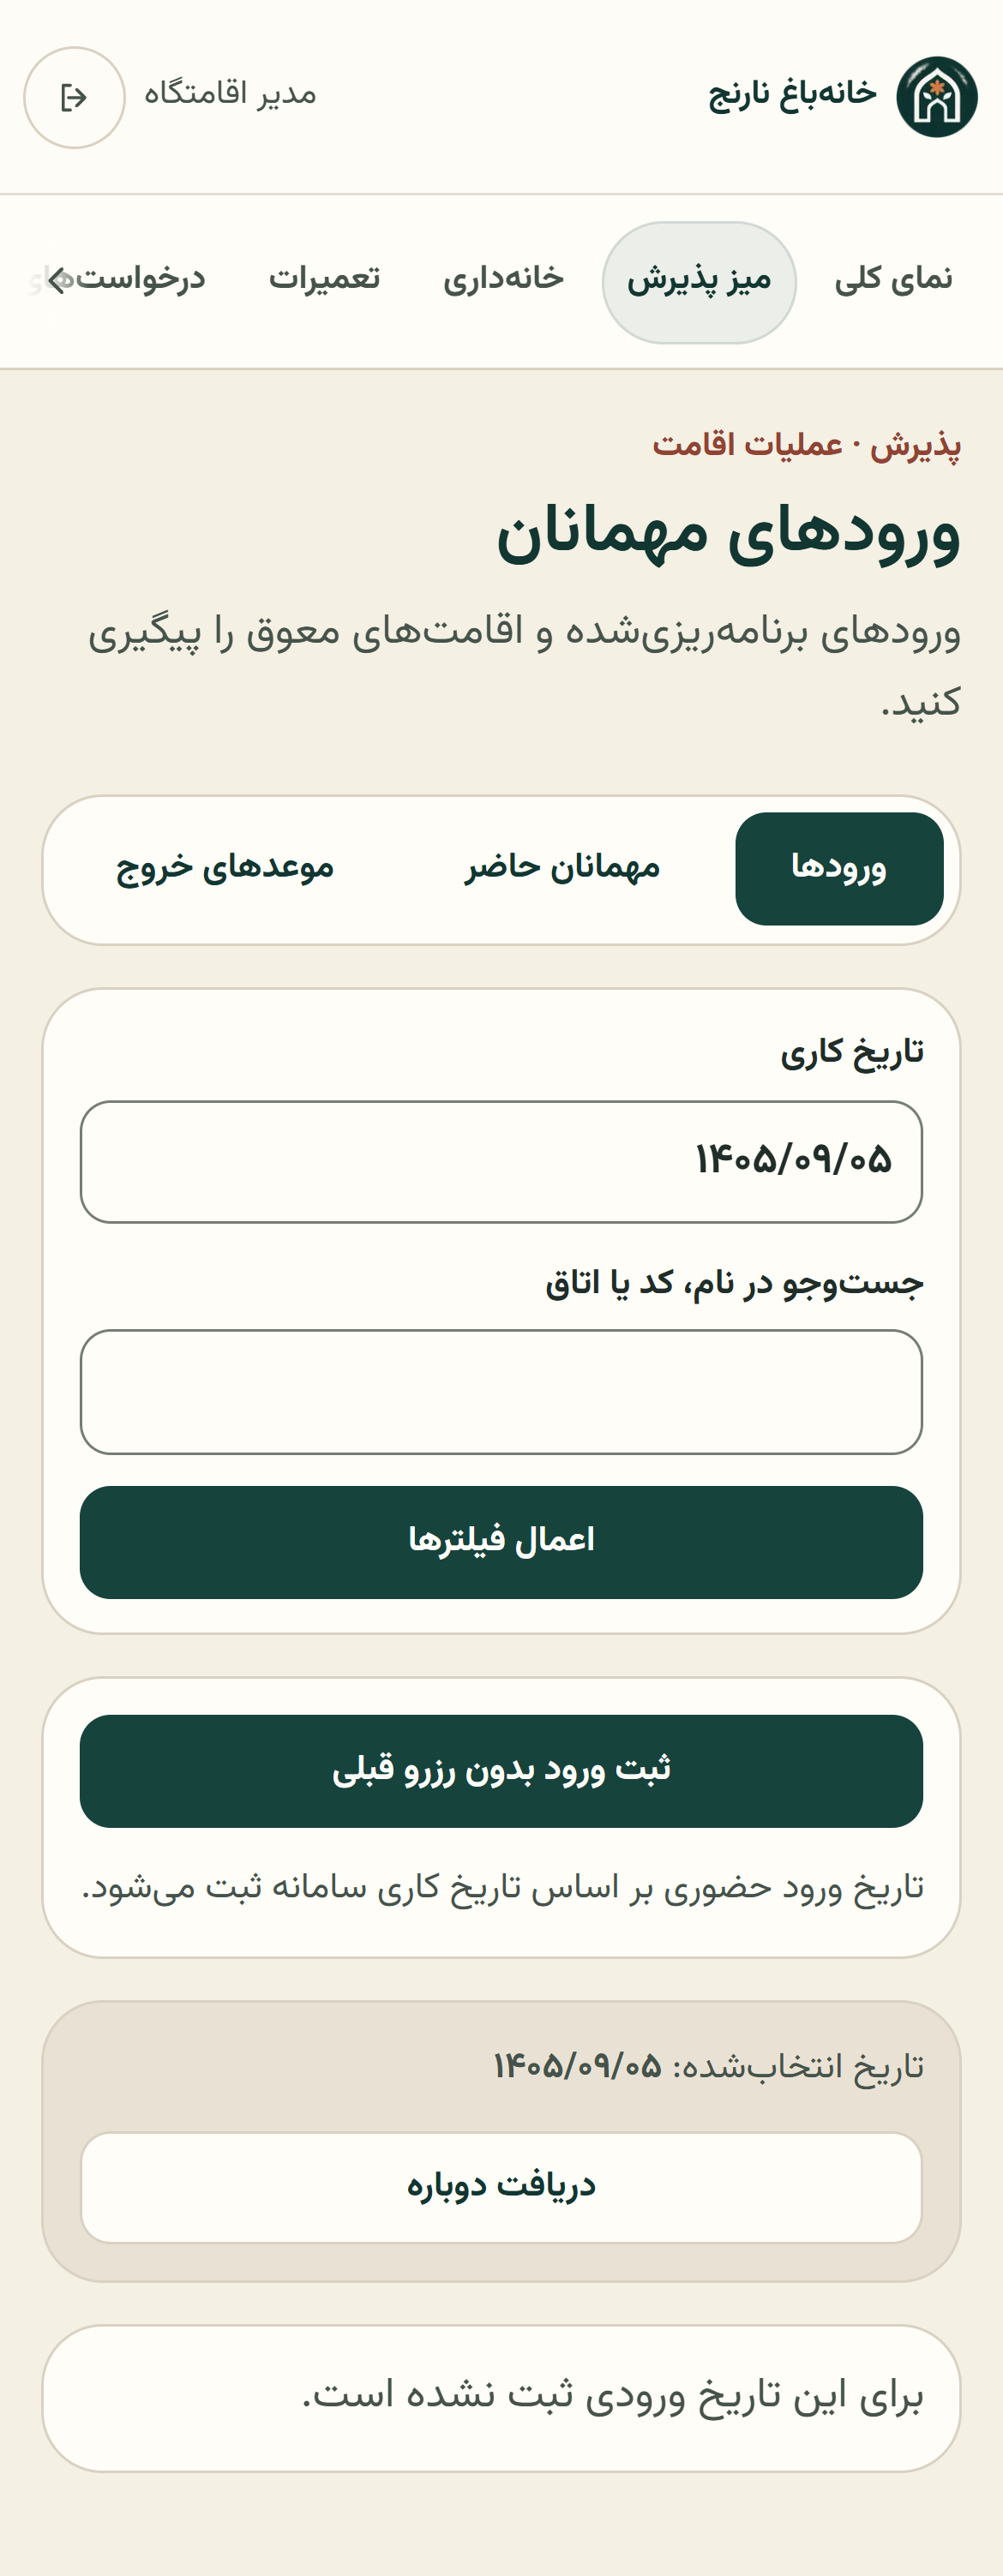 خانه‌باغ نارنج
مدیر اقامتگاه
نمای کلی
میز پذیرش
خانه‌داری
تعمیرات
درخواست‌های
پذیرش · عملیات اقامت
ورودهای مهمانان
ورودهای برنامه‌ریزی‌شده و اقامت‌های معوق را پیگیری
کنید.
ورودها
مهمانان حاضر
موعدهای خروج
تاریخ کاری
۱۴۰۵/۰۹/۰۵
جست‌وجو در نام، کد یا اتاق
اعمال فیلترها
ثبت ورود بدون رزرو قبلی
تاریخ ورود حضوری بر اساس تاریخ کاری سامانه ثبت می‌شود.
تاریخ انتخاب‌شده: ۱۴۰۵/۰۹/۰۵
دریافت دوباره
برای این تاریخ ورودی ثبت نشده است.